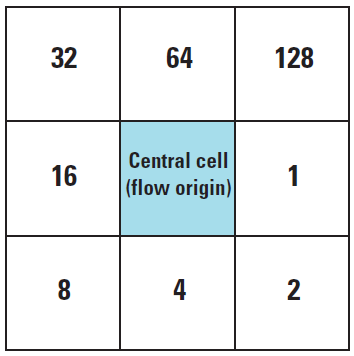 32 64 128
16 Central cell 1
(flow origin)
8 4 2